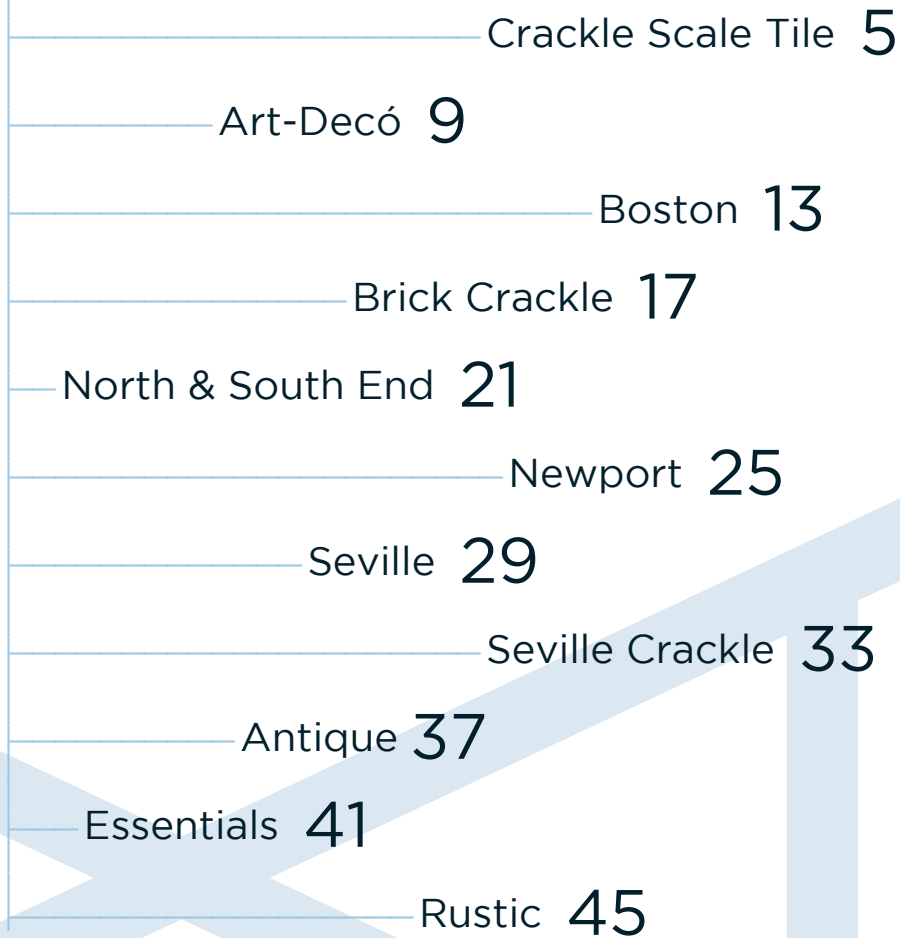 Crackle Scale Tile 5
Art-Decó 9
Boston 13
Brick Crackle 17
North & South End 21
Newport 25
Seville 29
Seville Crackle 33
Antique 37
Essentials 41
Rustic 45